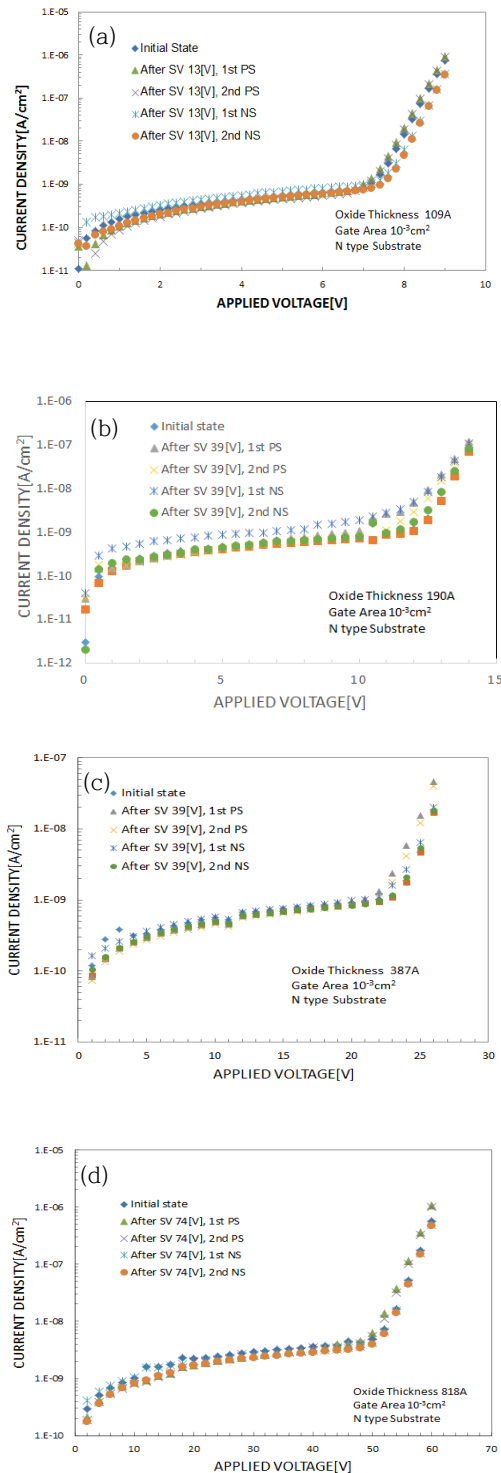 (a)
1.E-05
1.E-06
1.E-07
1.E-08
1.E-09
1.E-10
1.E-11
CURRENT DENSITY[A/cm²]
Initial State
After SV 13[V], 1st PS
After SV 13[V], 2nd PS
After SV 13[V], 1st NS
After SV 13[V], 2nd NS
Oxide Thickness 109A
Gate Area 10⁻³cm²
N type Substrate
0 2 4 6 8 10
APPLIED VOLTAGE[V]
(b)
1.E-06
1.E-07
1.E-08
1.E-09
1.E-10
1.E-11
1.E-12
CURRENT DENSITY[A/cm²]
Initial state
After SV 39[V], 1st PS
After SV 39[V], 2nd PS
After SV 39[V], 1st NS
After SV 39[V], 2nd NS
Oxide Thickness 190A
Gate Area 10⁻³cm²
N type Substrate
0 5 10 15
APPLIED VOLTAGE[V]
(c)
1.E-07
1.E-08
1.E-09
1.E-10
1.E-11
CURRENT DENSITY[A/cm²]
Initial state
After SV 39[V], 1st PS
After SV 39[V], 2nd PS
After SV 39[V], 1st NS
After SV 39[V], 2nd NS
Oxide Thickness 387A
Gate Area 10⁻³cm²
N type Substrate
0 5 10 15 20 25 30
APPLIED VOLTAGE[V]
(d)
1.E-05
1.E-06
1.E-07
1.E-08
1.E-09
1.E-10
CURRENT DENSITY[A/cm²]
Initial state
After SV 74[V], 1st PS
After SV 74[V], 2nd PS
After SV 74[V], 1st NS
After SV 74[V], 2nd NS
Oxide Thickness 818A
Gate Area 10⁻³cm²
N type Substrate
0 10 20 30 40 50 60 70
APPLIED VOLTAGE[V]